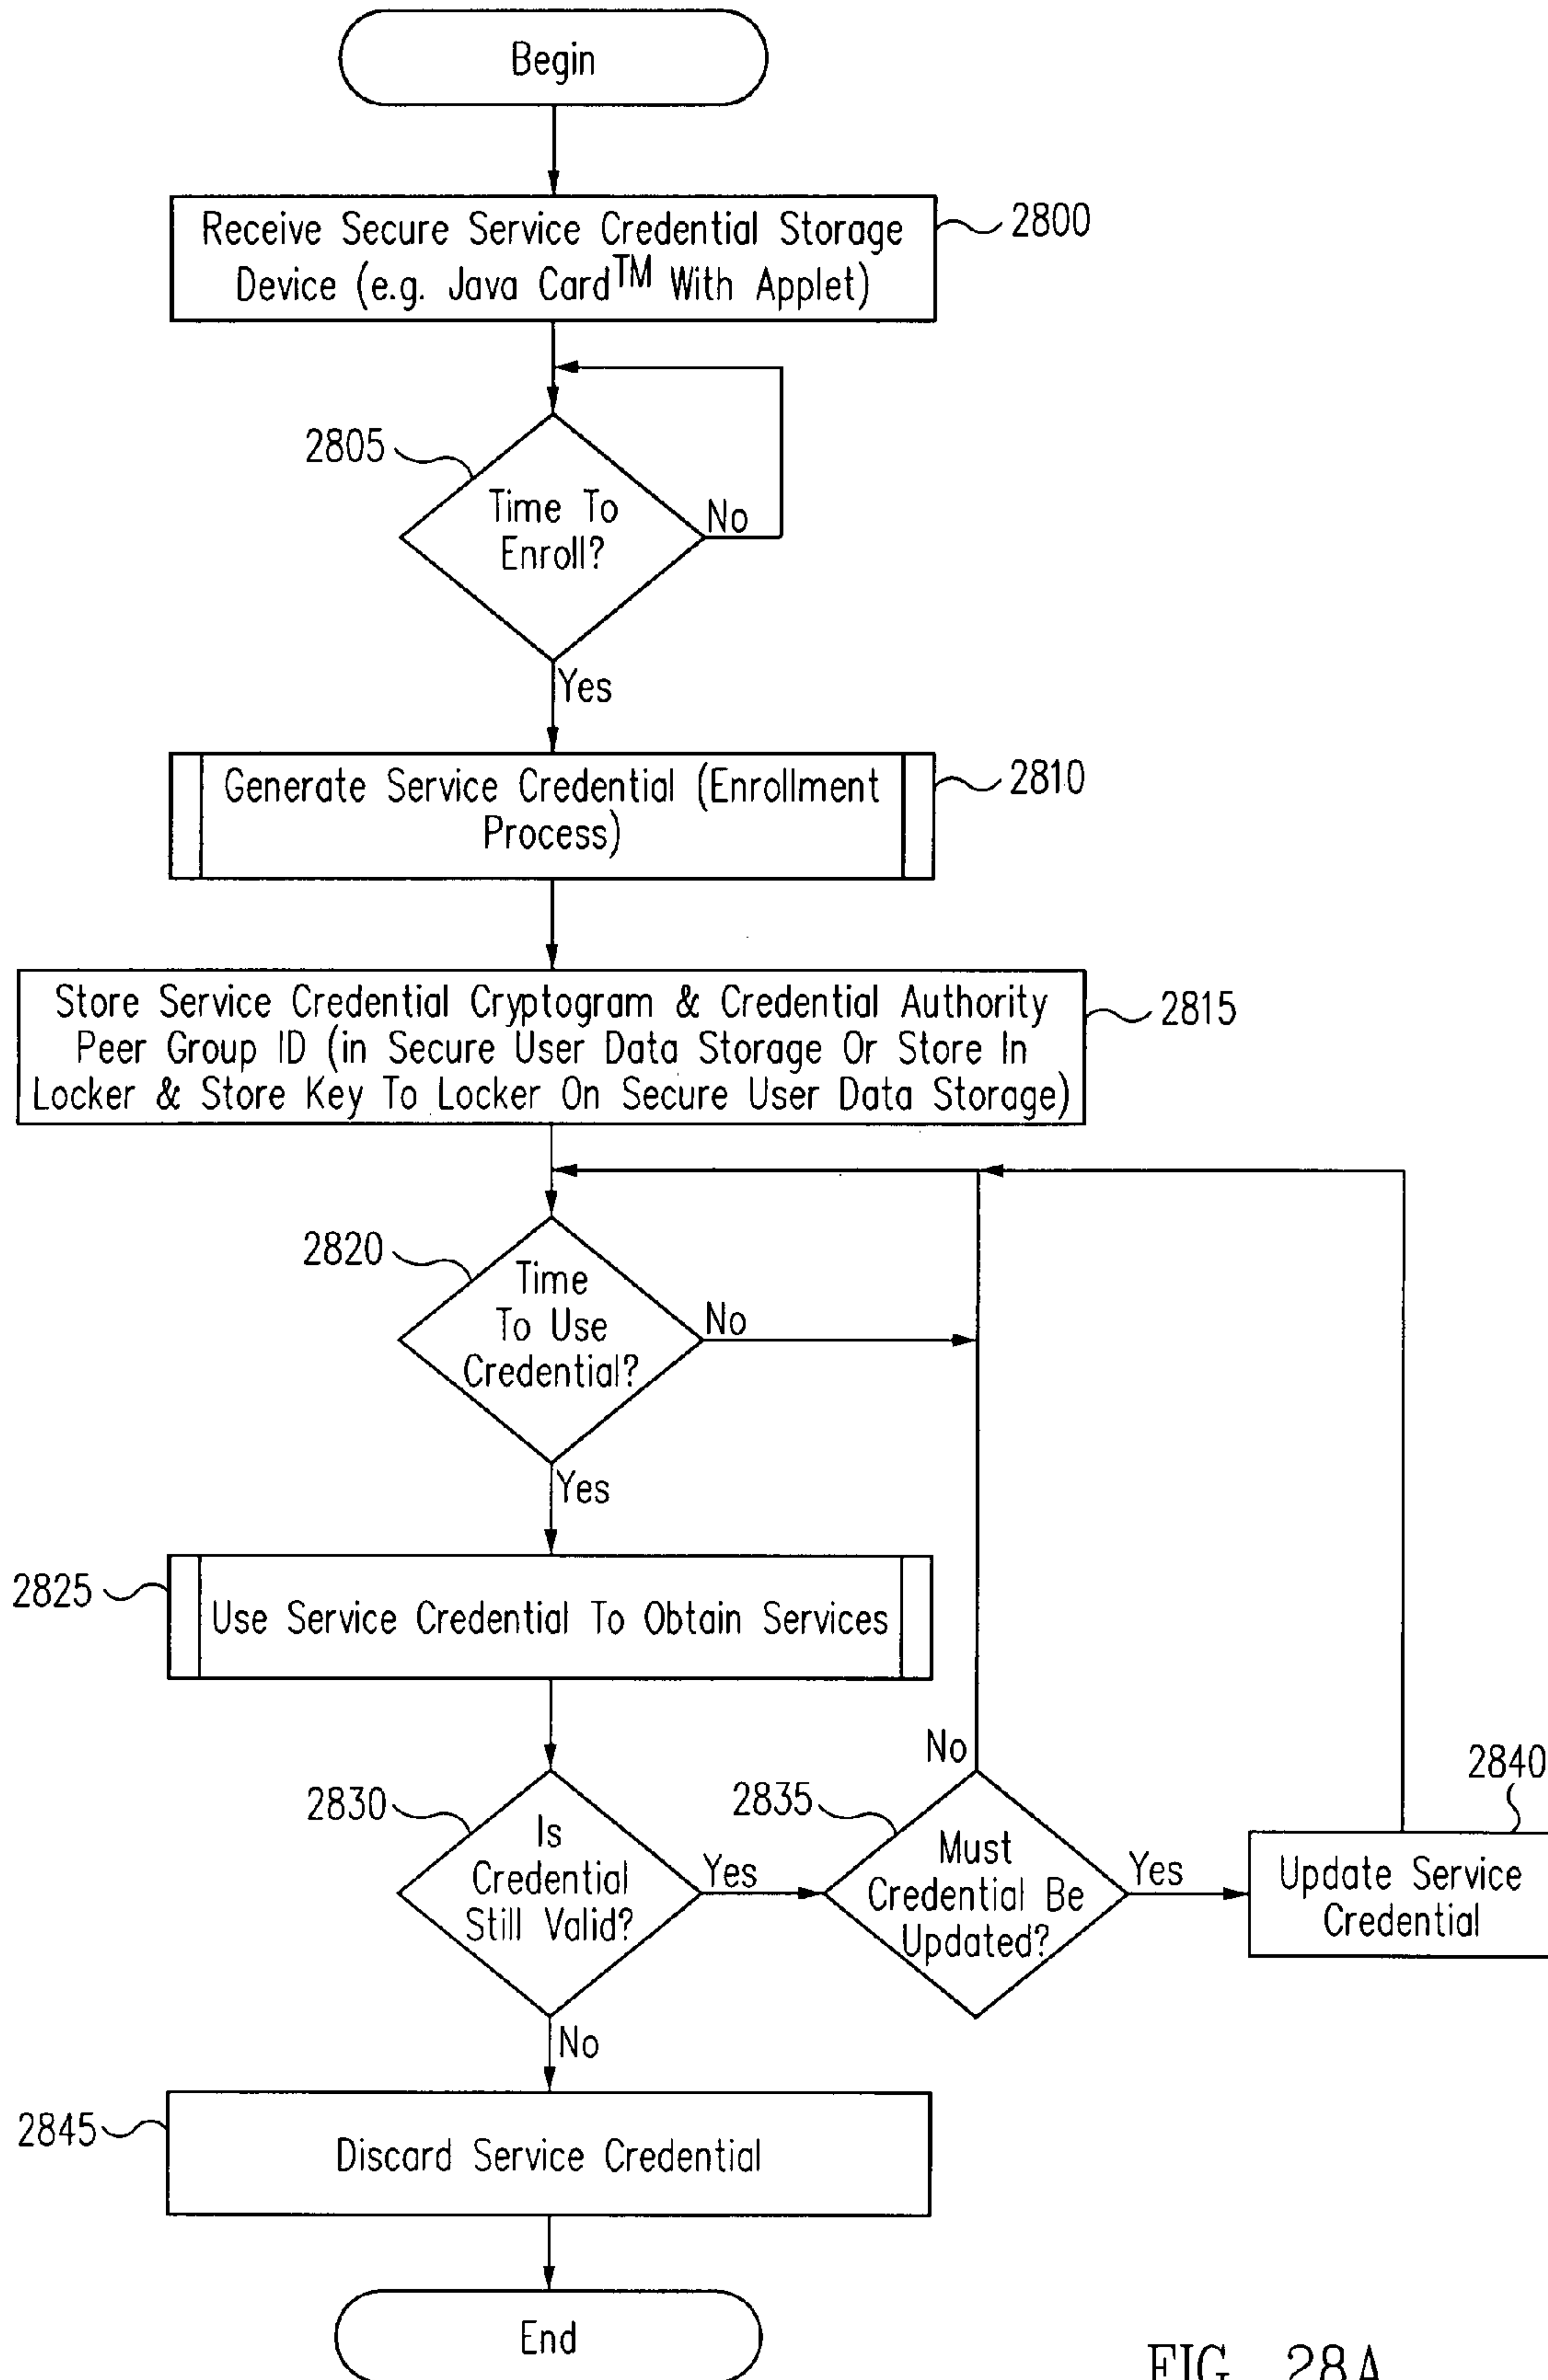 Begin
Receive Secure Service Credential Storage
Device (e.g. Java Card™ With Applet)
2800
2805
Time To
Enroll?
No
Yes
Generate Service Credential (Enrollment
Process)
2810
Store Service Credential Cryptogram & Credential Authority
Peer Group ID (in Secure User Data Storage Or Store In
Locker & Store Key To Locker On Secure User Data Storage)
2815
2820
Time
To Use
Credential?
No
Yes
2825
Use Service Credential To Obtain Services
2830
Is
Credential
Still Valid?
Yes
No
2835
Must
Credential Be
Updated?
No
Yes
2840
Update Service
Credential
2845
Discard Service Credential
End
FIG. 28A